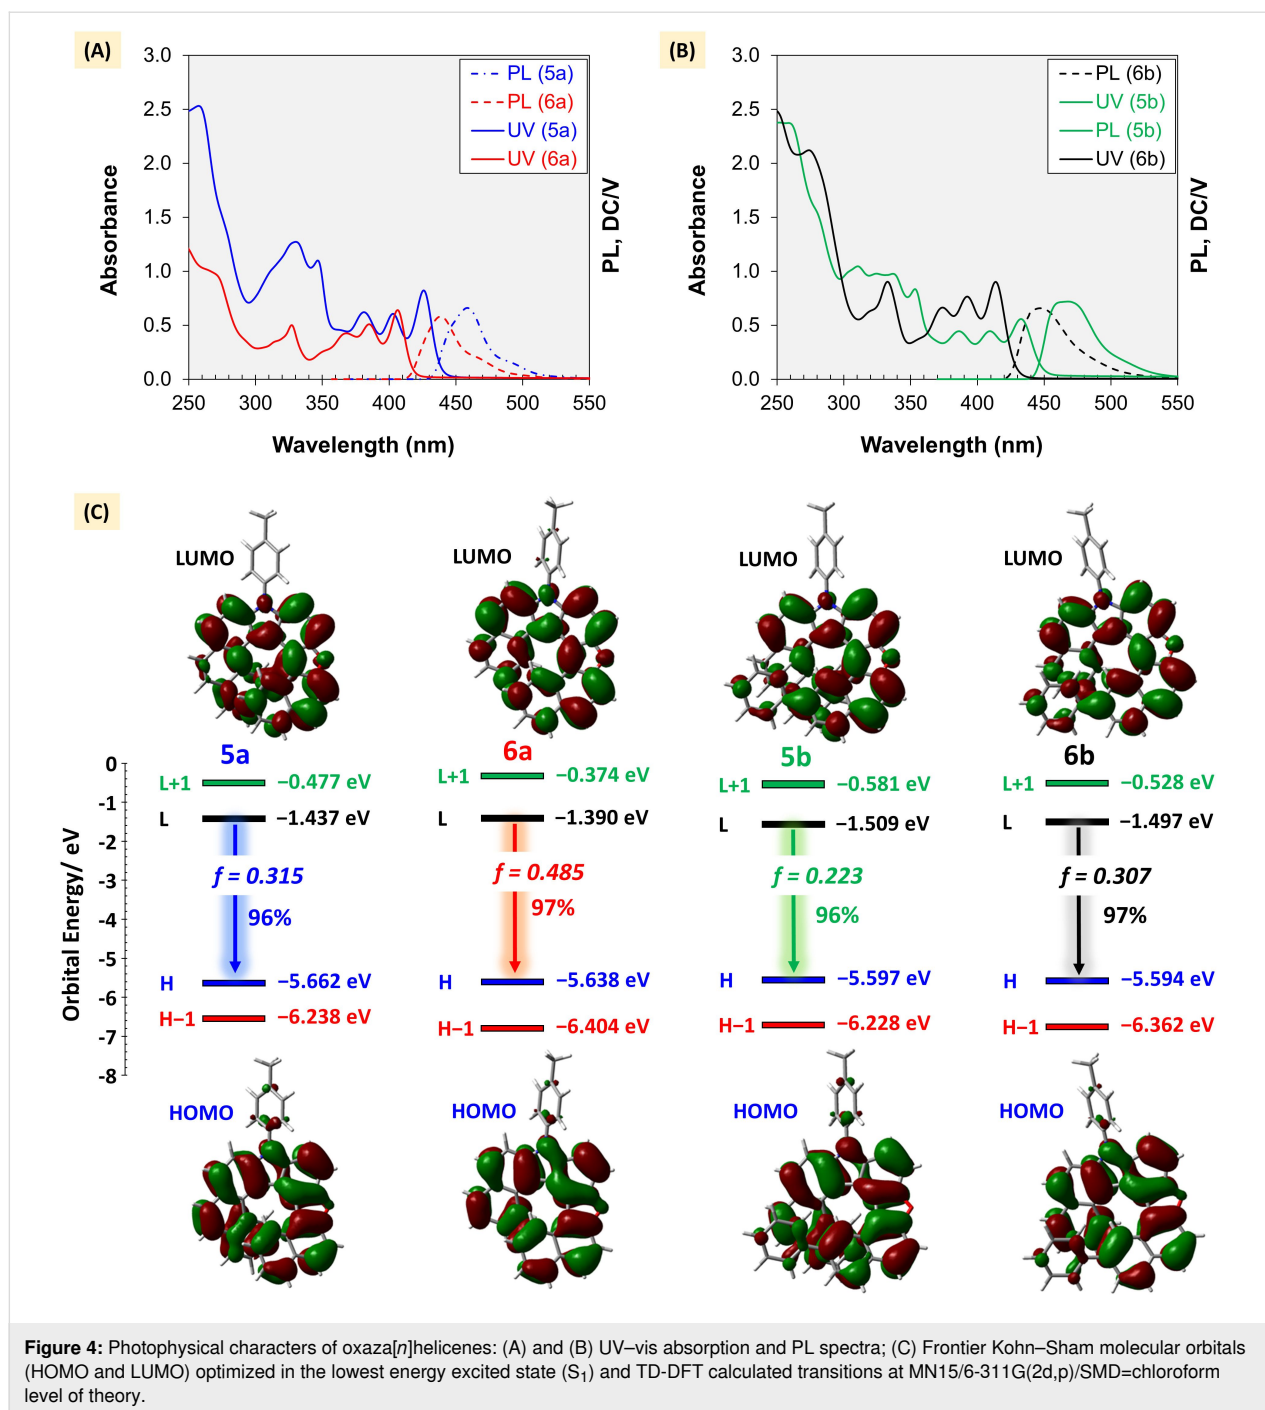 (A)
3.0
2.5
2.0
1.5
1.0
0.5
0.0
250 300 350 400 450 500 550
Absorbance
PL, DC/V
Wavelength (nm)
PL (5a)
PL (6a)
UV (5a)
UV (6a)
(B)
3.0
2.5
2.0
1.5
1.0
0.5
0.0
250 300 350 400 450 500 550
Absorbance
PL, DC/V
Wavelength (nm)
PL (6b)
UV (5b)
PL (5b)
UV (6b)
(C)
LUMO LUMO LUMO LUMO
5a 6a 5b 6b
Orbital Energy/ eV
0
-1
-2
-3
-4
-5
-6
-7
-8
L+1 −0.477 eV
L −1.437 eV
f = 0.315
96%
H −5.662 eV
H−1 −6.238 eV
L+1 −0.374 eV
L −1.390 eV
f = 0.485
97%
H −5.638 eV
H−1 −6.404 eV
L+1 −0.581 eV
L −1.509 eV
f = 0.223
96%
H −5.597 eV
H−1 −6.228 eV
L+1 −0.528 eV
L −1.497 eV
f = 0.307
97%
H −5.594 eV
H−1 −6.362 eV
HOMO HOMO HOMO HOMO
Figure 4: Photophysical characters of oxaza[n]helicenes: (A) and (B) UV–vis absorption and PL spectra; (C) Frontier Kohn–Sham molecular orbitals
(HOMO and LUMO) optimized in the lowest energy excited state (S1) and TD-DFT calculated transitions at MN15/6-311G(2d,p)/SMD=chloroform
level of theory.